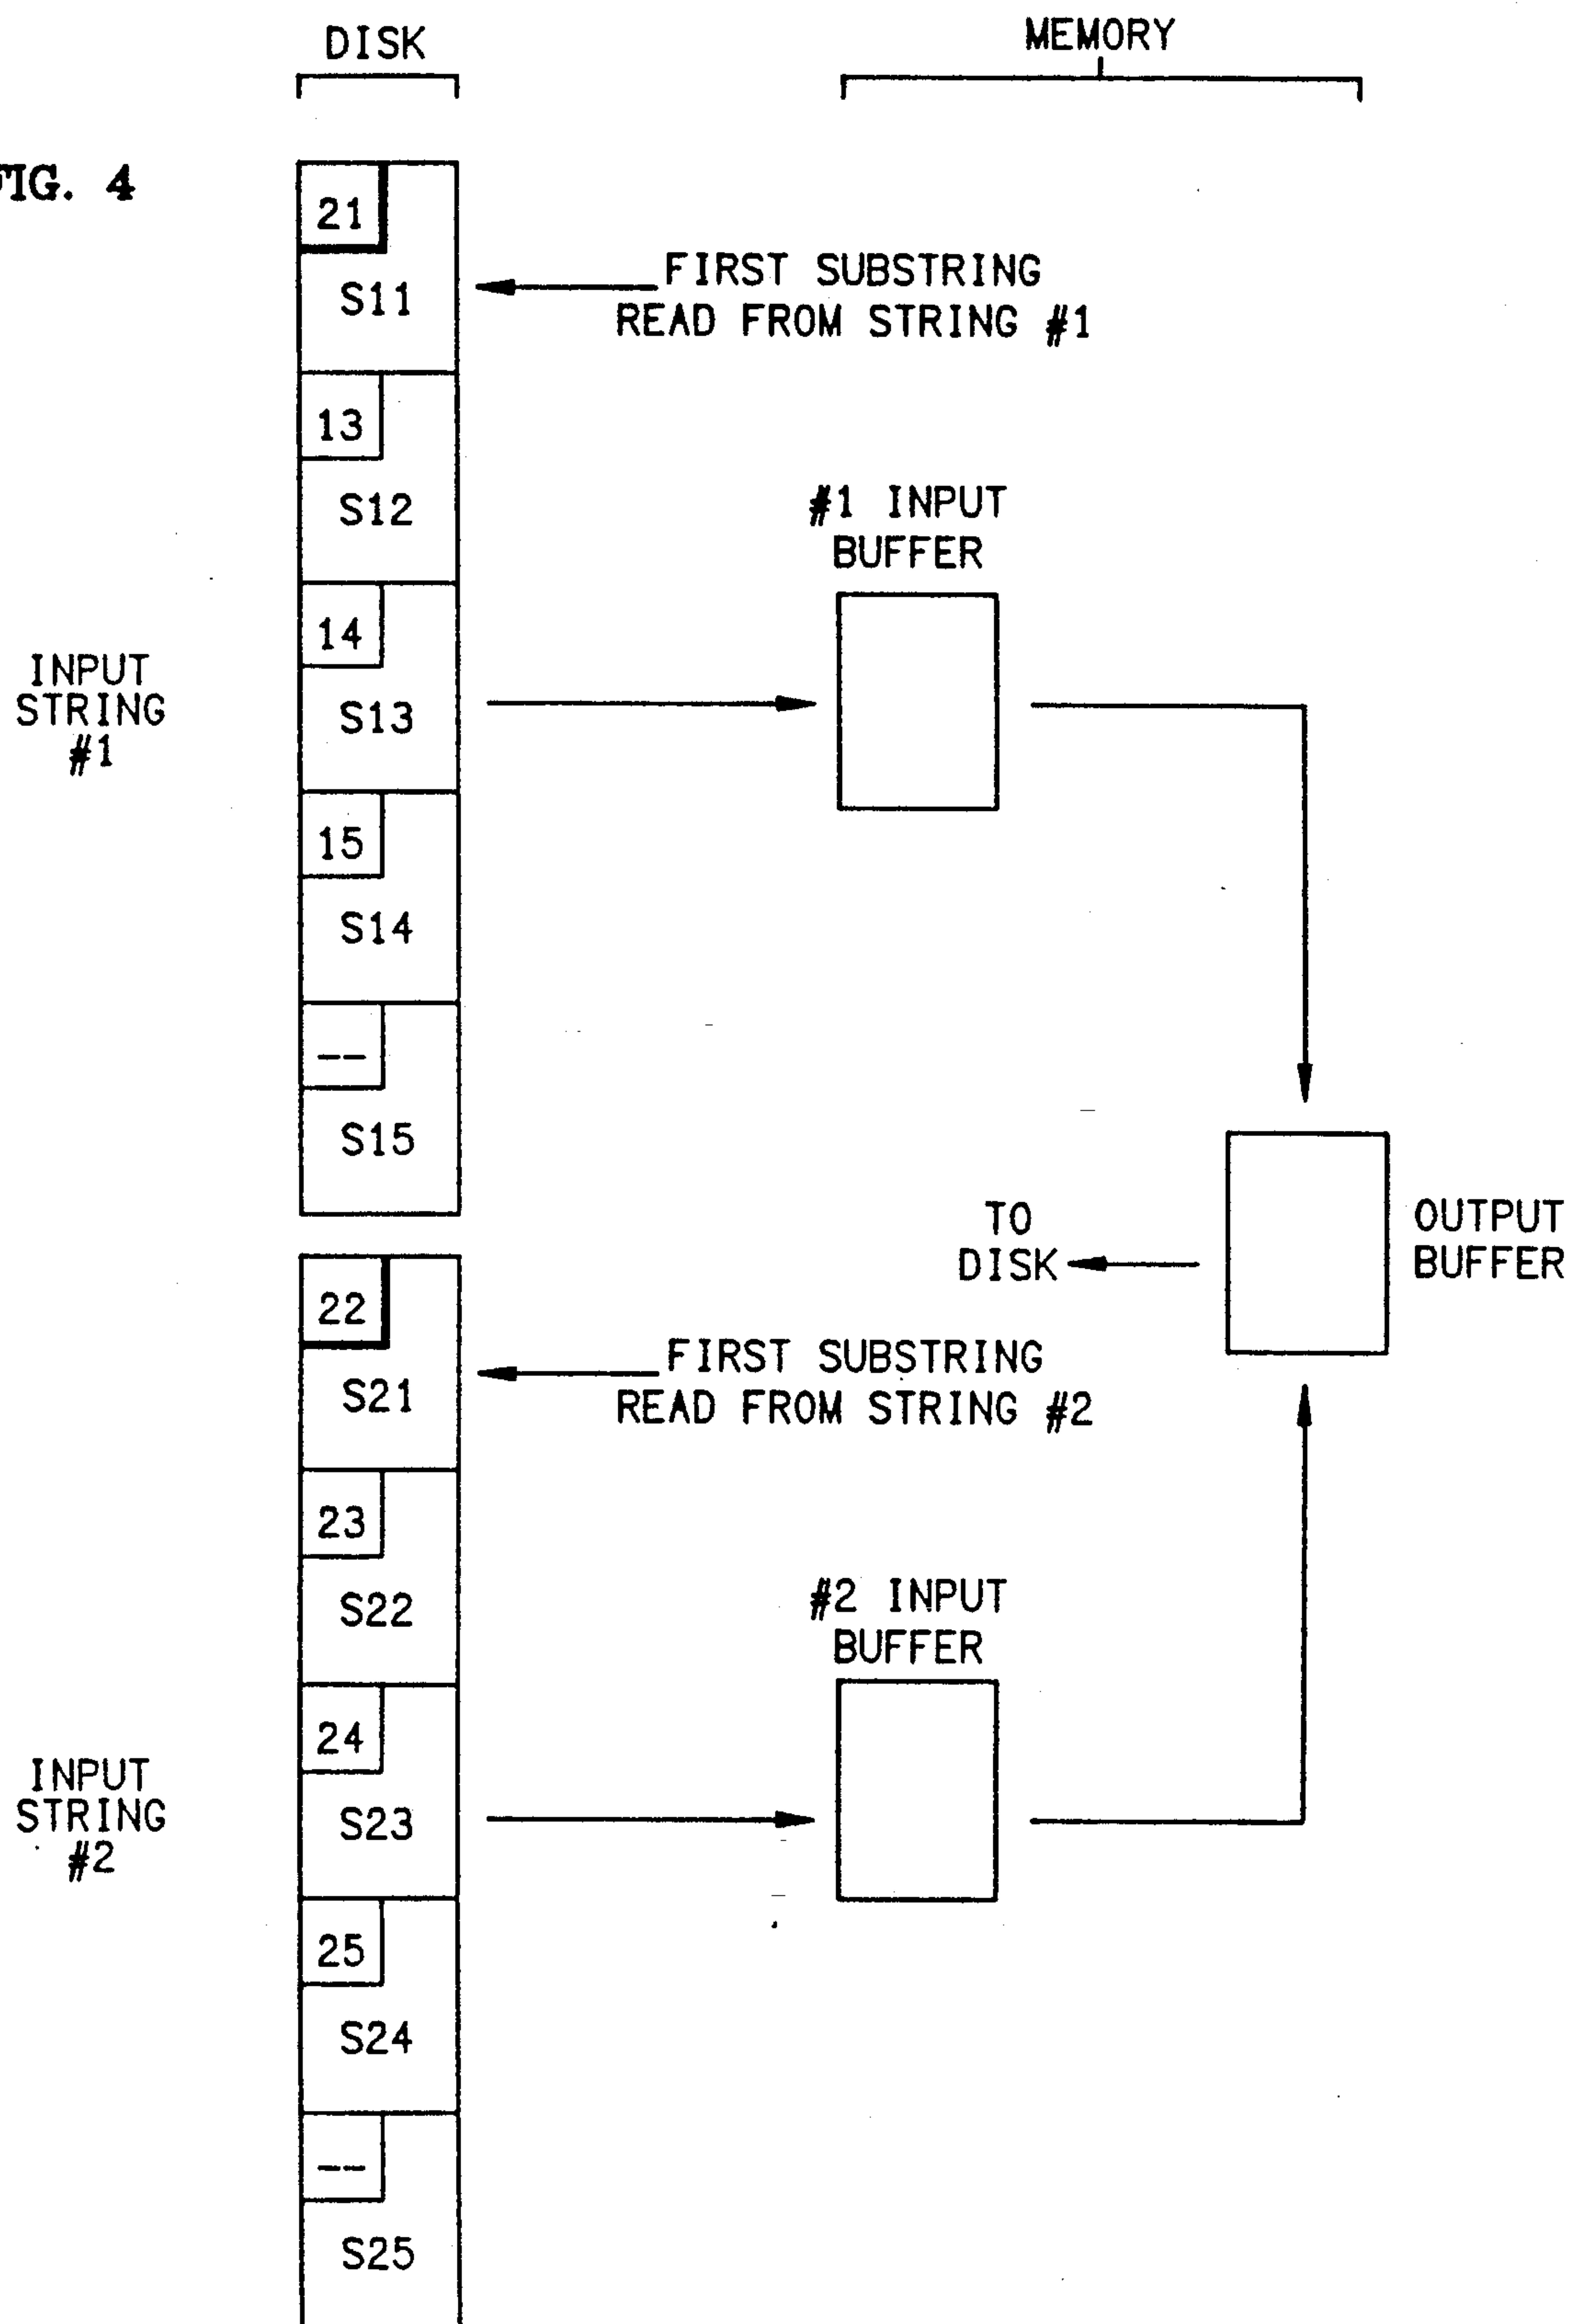 DISK
MEMORY
FIG. 4
21
S11
FIRST SUBSTRING
READ FROM STRING #1
13
S12
#1 INPUT
BUFFER
14
S13
INPUT
STRING
#1
15
S14
--
S15
TO
DISK
OUTPUT
BUFFER
22
S21
FIRST SUBSTRING
READ FROM STRING #2
23
S22
#2 INPUT
BUFFER
24
S23
INPUT
STRING
#2
25
S24
--
S25